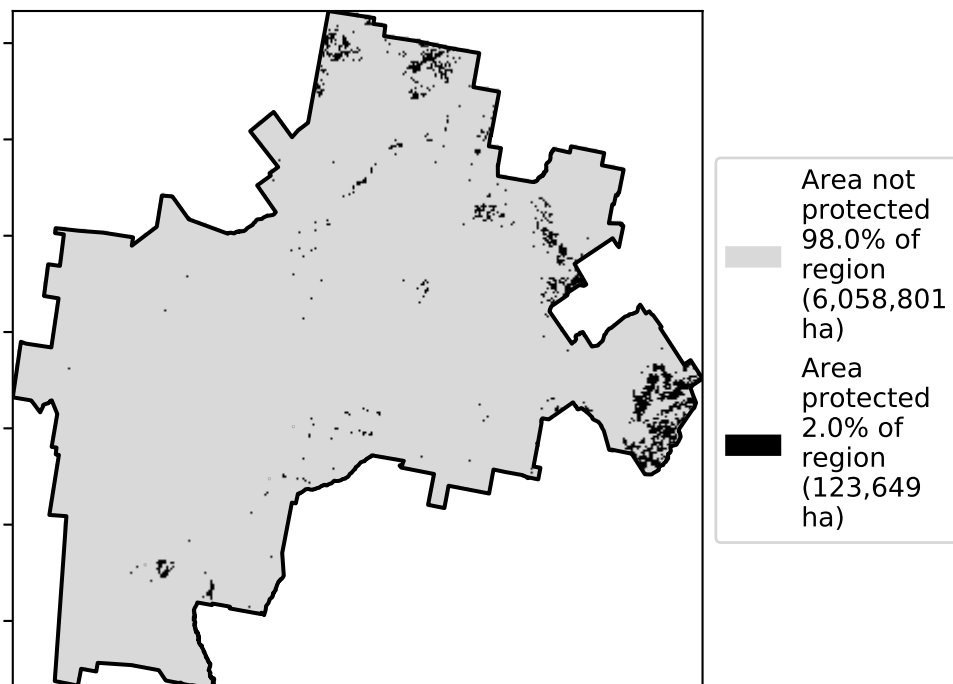 Area not
protected
98.0% of
region
(6,058,801
ha)
Area
protected
2.0% of
region
(123,649
ha)